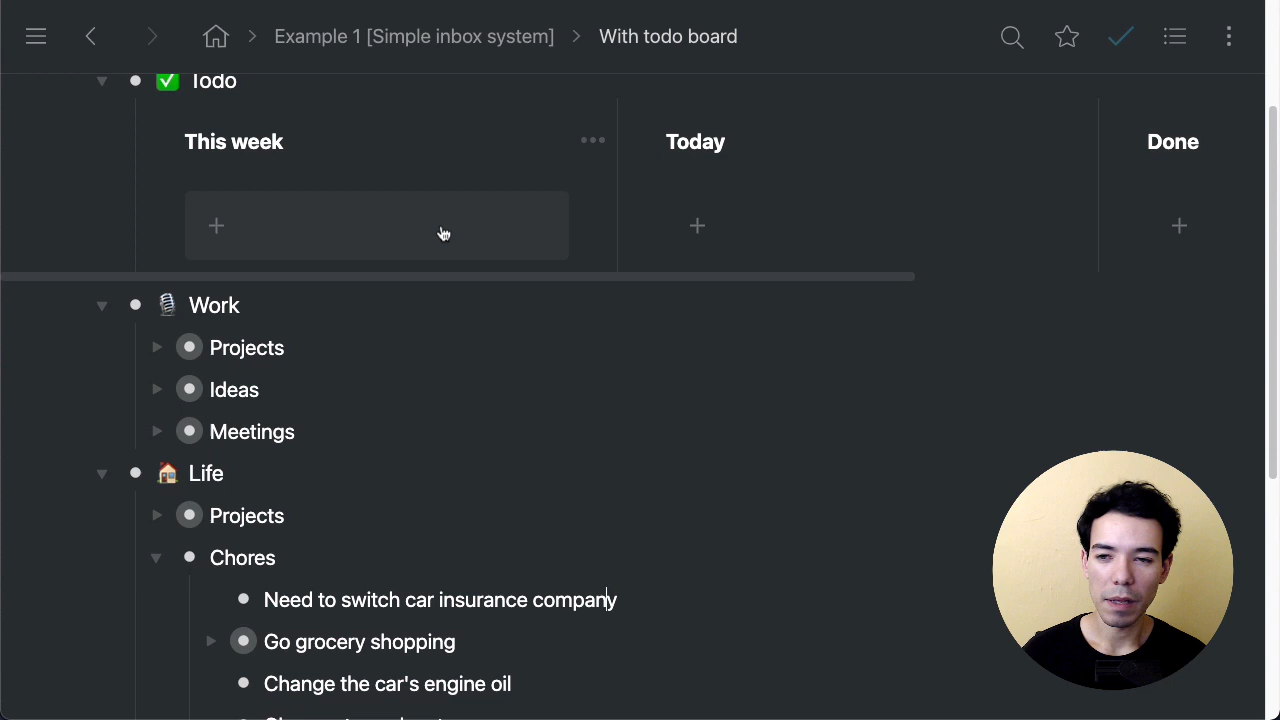 Example 1 [Simple inbox system] > With todo board
Todo
This week
Today
Done
Work
Projects
Ideas
Meetings
Life
Projects
Chores
Need to switch car insurance company
Go grocery shopping
Change the car's engine oil